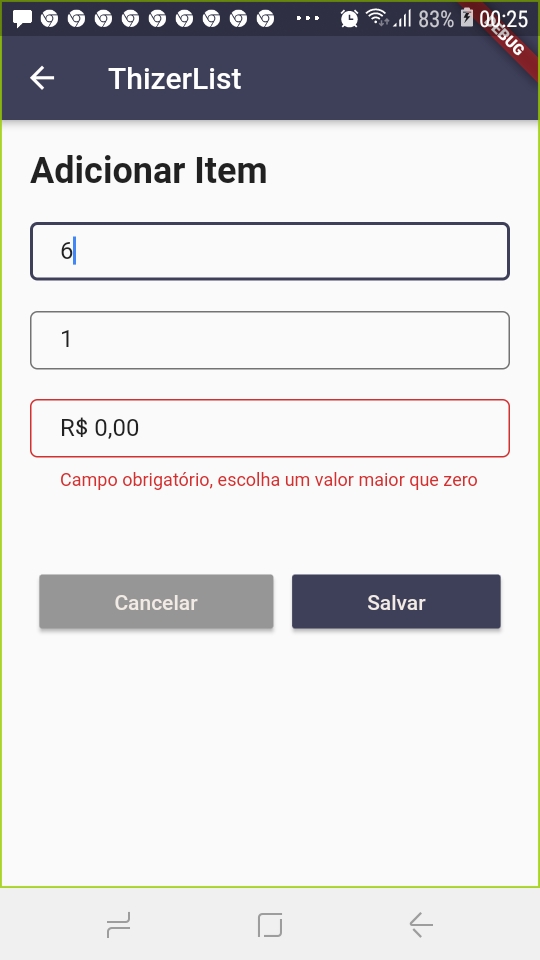 83% 00:25
DEBUG
ThizerList
Adicionar Item
6
1
R$ 0,00
Campo obrigatório, escolha um valor maior que zero
Cancelar Salvar